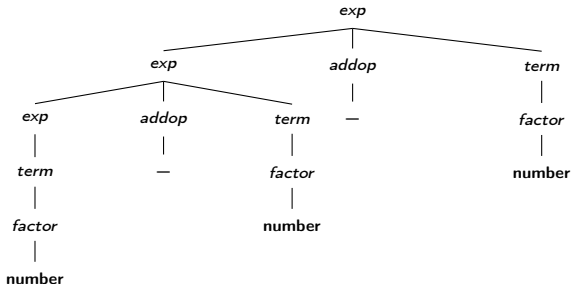 exp
exp addop term
exp addop term — factor
term — factor number
factor number
number